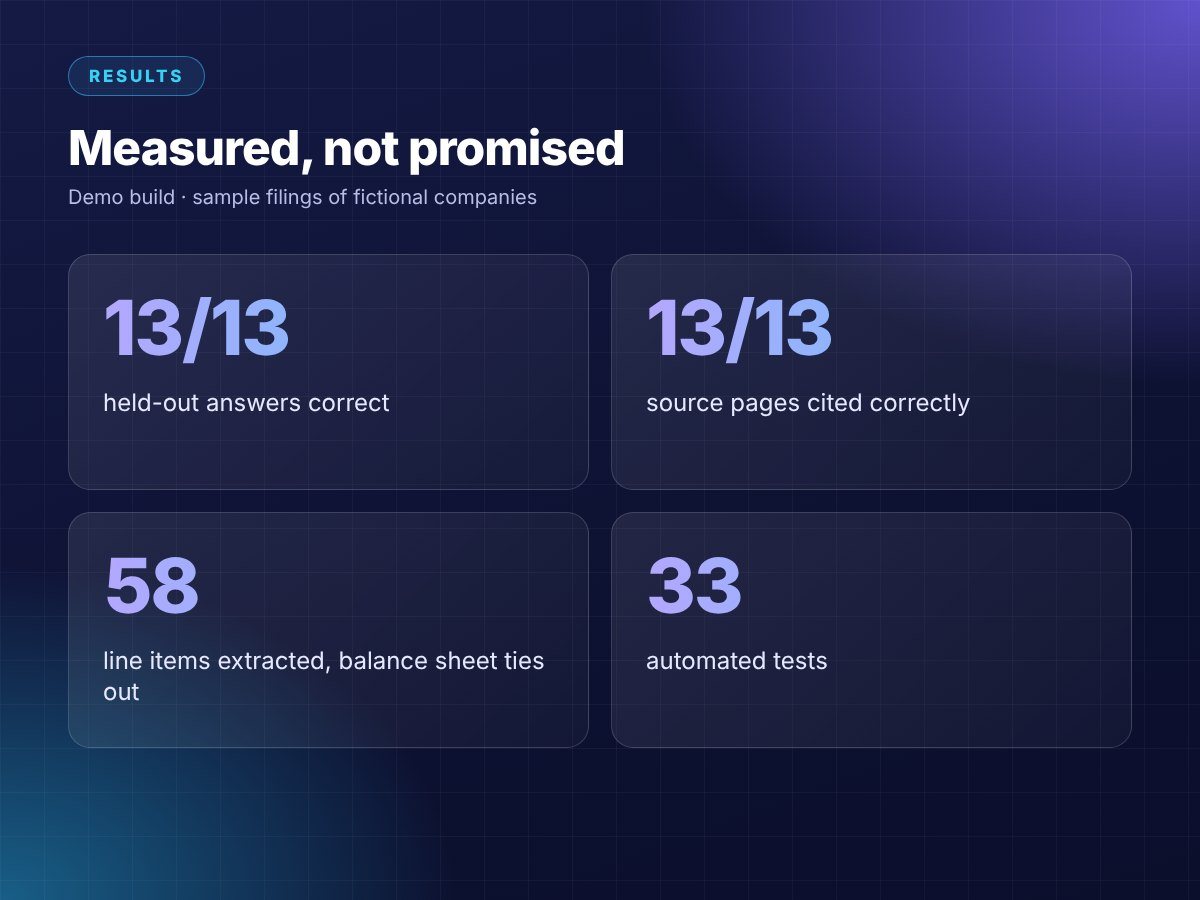 RESULTS
Measured, not promised
Demo build · sample filings of fictional companies
13/13
held-out answers correct
13/13
source pages cited correctly
58
line items extracted, balance sheet ties
out
33
automated tests